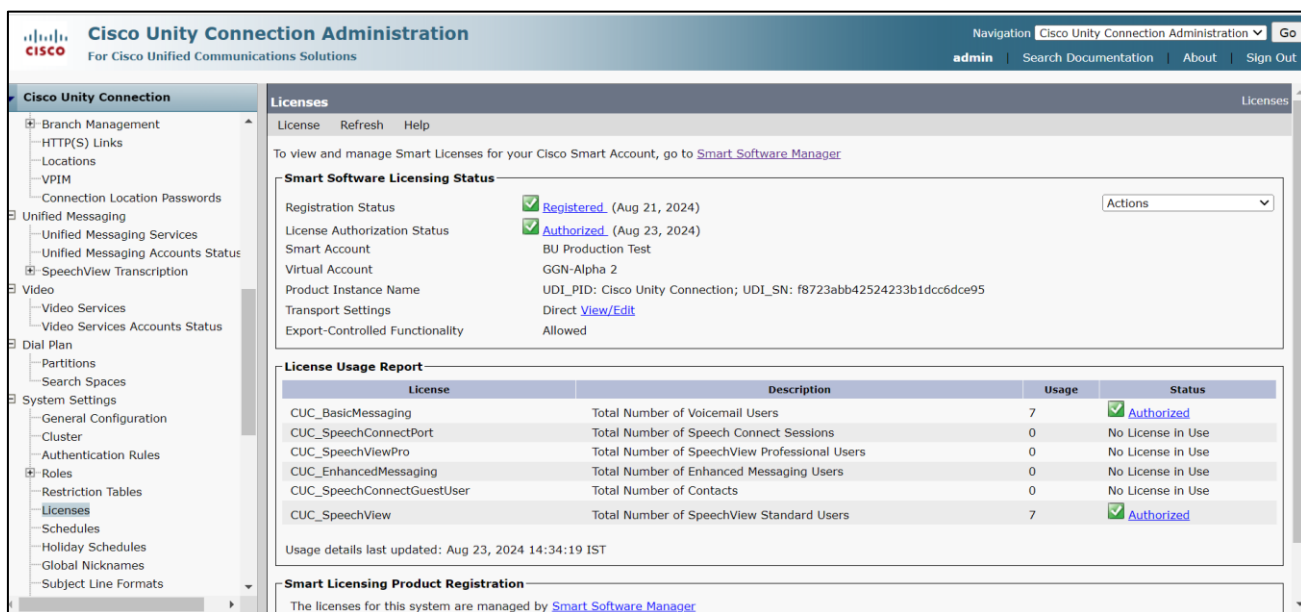 CISCO
Cisco Unity Connection Administration
For Cisco Unified Communications Solutions
Navigation Cisco Unity Connection Administration Go
admin | Search Documentation | About | Sign Out
Cisco Unity Connection
Branch Management
HTTP(S) Links
Locations
VPIM
Connection Location Passwords
Unified Messaging
Unified Messaging Services
Unified Messaging Accounts Status
SpeechView Transcription
Video
Video Services
Video Services Accounts Status
Dial Plan
Partitions
Search Spaces
System Settings
General Configuration
Cluster
Authentication Rules
Roles
Restriction Tables
Licenses
Schedules
Holiday Schedules
Global Nicknames
Subject Line Formats
Licenses Licenses
License Refresh Help
To view and manage Smart Licenses for your Cisco Smart Account, go to Smart Software Manager
Smart Software Licensing Status
Registration Status Registered (Aug 21, 2024) Actions
License Authorization Status Authorized (Aug 23, 2024)
Smart Account BU Production Test
Virtual Account GGN-Alpha 2
Product Instance Name UDI_PID: Cisco Unity Connection; UDI_SN: f8723abb42524233b1dcc6dce95
Transport Settings Direct View/Edit
Export-Controlled Functionality Allowed
License Usage Report
License Description Usage Status
CUC_BasicMessaging Total Number of Voicemail Users 7 Authorized
CUC_SpeechConnectPort Total Number of Speech Connect Sessions 0 No License in Use
CUC_SpeechViewPro Total Number of SpeechView Professional Users 0 No License in Use
CUC_EnhancedMessaging Total Number of Enhanced Messaging Users 0 No License in Use
CUC_SpeechConnectGuestUser Total Number of Contacts 0 No License in Use
CUC_SpeechView Total Number of SpeechView Standard Users 7 Authorized
Usage details last updated: Aug 23, 2024 14:34:19 IST
Smart Licensing Product Registration
The licenses for this system are managed by Smart Software Manager